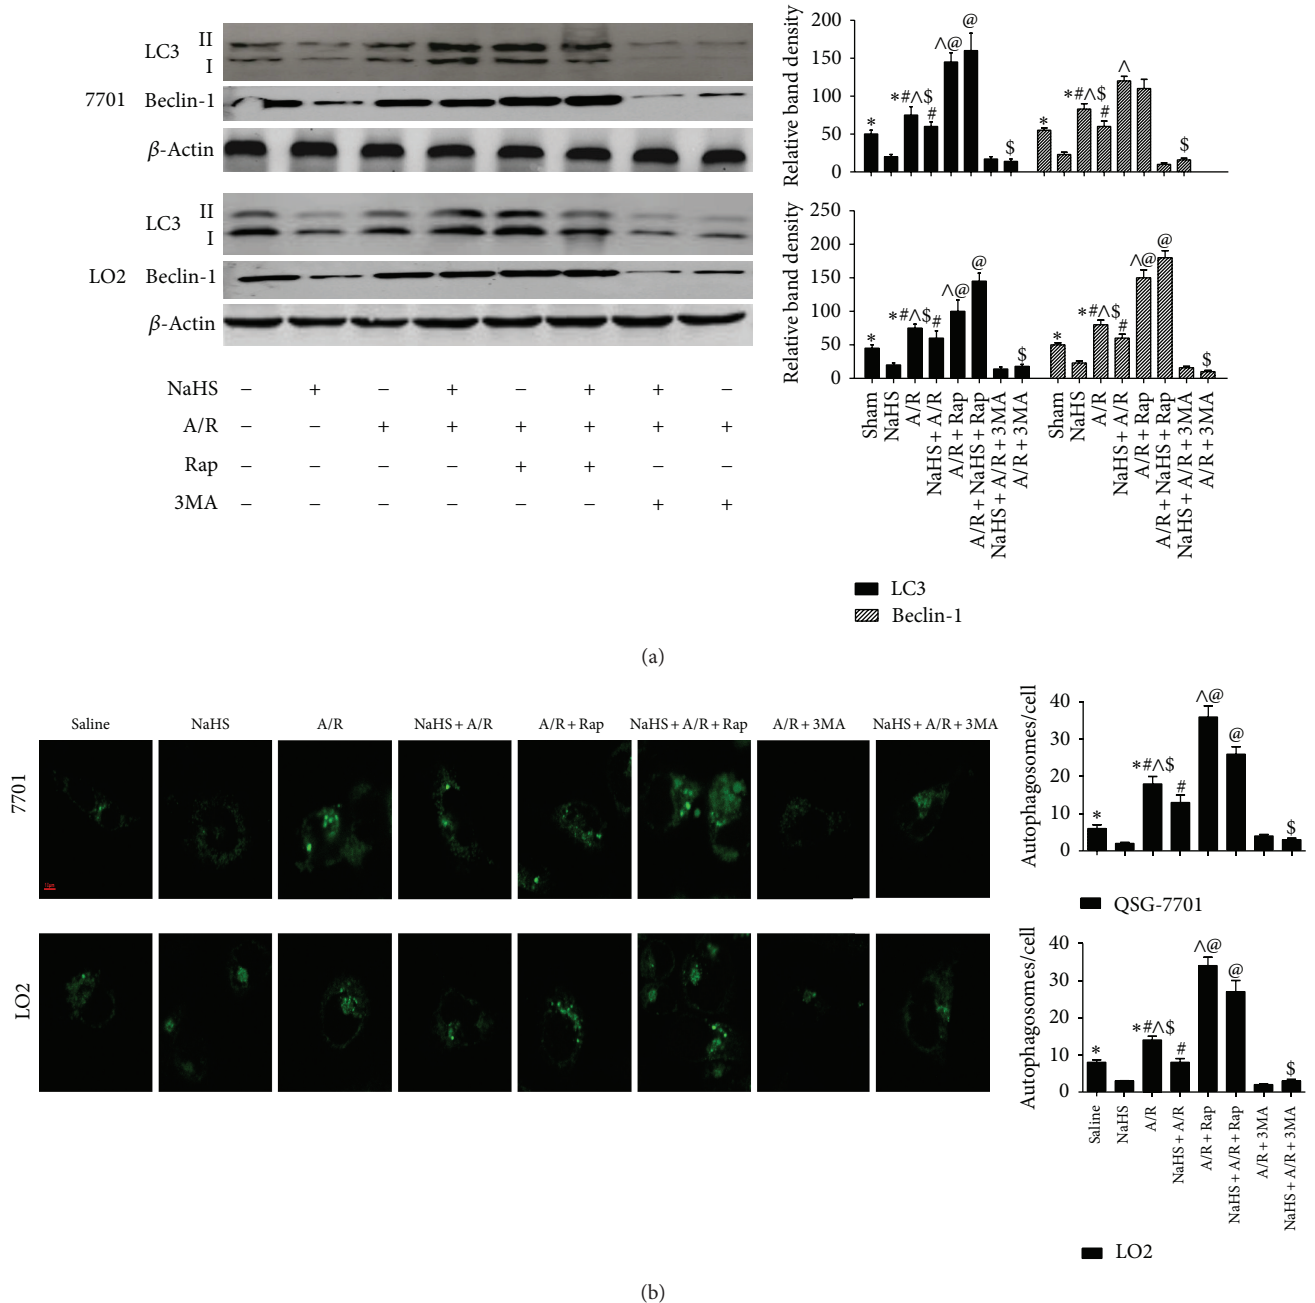 LC3 II
I
7701 Beclin-1
β-Actin
LC3 II
I
LO2 Beclin-1
β-Actin
NaHS − + − + − + + −
A/R − − + + + + + +
Rap − − − − + + − −
3MA − − − − − − + +
Relative band density
200
150
100
50
0
* *#^$ # ^@ @ $ * *#^$ # ^ $
Relative band density
250
200
150
100
50
0
* *#^$ # ^@ @ $ * *#^$ # ^@ @ $
Sham
NaHS
A/R
NaHS + A/R
A/R + Rap
A/R + NaHS + Rap
NaHS + A/R + 3MA
A/R + 3MA
Sham
NaHS
A/R
NaHS + A/R
A/R + Rap
A/R + NaHS + Rap
NaHS + A/R + 3MA
A/R + 3MA
LC3
Beclin-1
(a)
Saline NaHS A/R NaHS + A/R A/R + Rap NaHS + A/R + Rap A/R + 3MA NaHS + A/R + 3MA
7701
LO2
Autophagosomes/cell
40
30
20
10
0
* *#^$ # ^@ @ $
QSG-7701
Autophagosomes/cell
40
30
20
10
0
* *#^$ # ^@ @ $
Saline
NaHS
A/R
NaHS + A/R
A/R + Rap
NaHS + A/R + Rap
A/R + 3MA
NaHS + A/R + 3MA
LO2
(b)